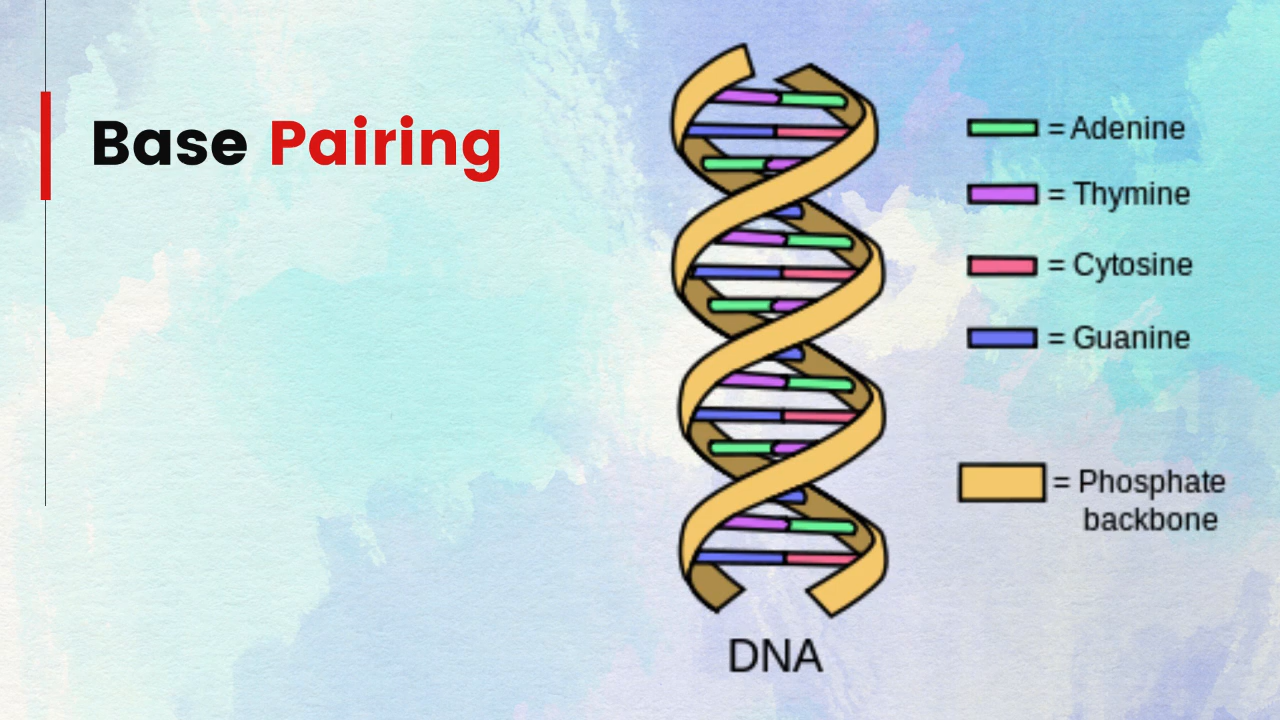 Base Pairing
= Adenine
= Thymine
= Cytosine
= Guanine
= Phosphate
backbone
DNA